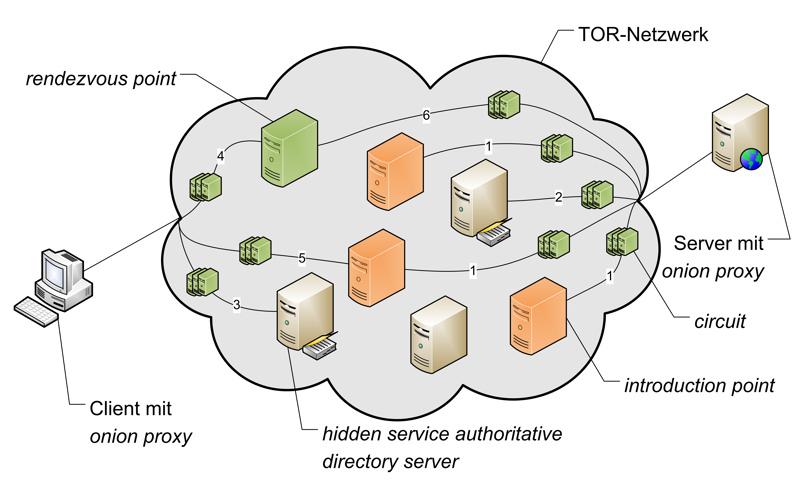 TOR-Netzwerk
rendezvous point
6
4
1
2
Server mit
onion proxy
5
1
1
3
circuit
introduction point
Client mit
onion proxy
hidden service authoritative
directory server